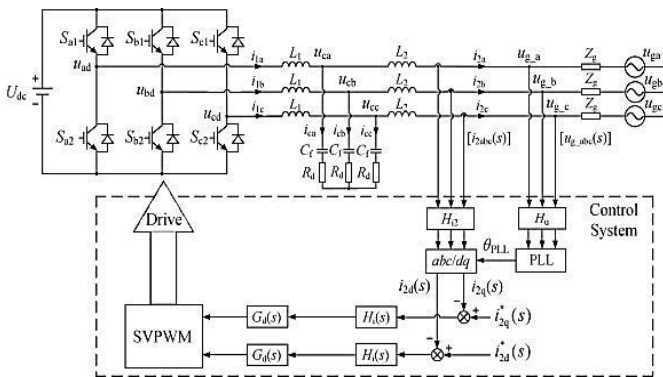 S_a1 S_b1 S_c1
i_1a L_1 u_ca L_2 i_2a u_g_a Z_g u_ga
u_ad
U_dc
i_1b L_1 u_cb L_2 i_2b u_g_b Z_g u_gb
u_bd
i_1c L_1 u_cc L_2 i_2c u_g_c Z_g u_gc
u_cd
S_a2 S_b2 S_c2
i_ca i_cb i_cc
[i_2abc(s)] [u_g_abc(s)]
C_f C_f C_f
R_d R_d R_d
Drive
H_i2 H_u
Control
System
θ_PLL
abc/dq PLL
i_2d(s) i_2q(s)
SVPWM
G_d(s) H_i(s) - + i*_2q(s)
G_d(s) H_i(s) - + i*_2d(s)